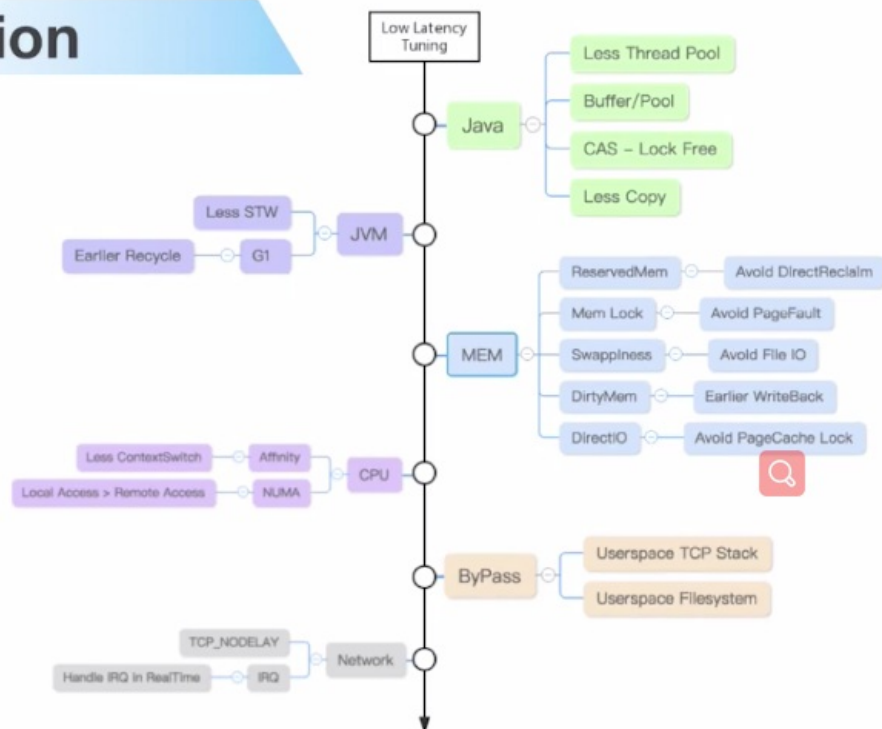 ion
Low Latency
Tuning
Java
Less Thread Pool
Buffer/Pool
CAS – Lock Free
Less Copy
Less STW
JVM
Earlier Recycle
G1
MEM
ReservedMem
Avoid DirectReclaim
Mem Lock
Avoid PageFault
Swappiness
Avoid File IO
DirtyMem
Earlier WriteBack
DirectIO
Avoid PageCache Lock
Less ContextSwitch
Affinity
CPU
Local Access > Remote Access
NUMA
ByPass
Userspace TCP Stack
Userspace Filesystem
TCP_NODELAY
Network
Handle IRQ in RealTime
IRQ